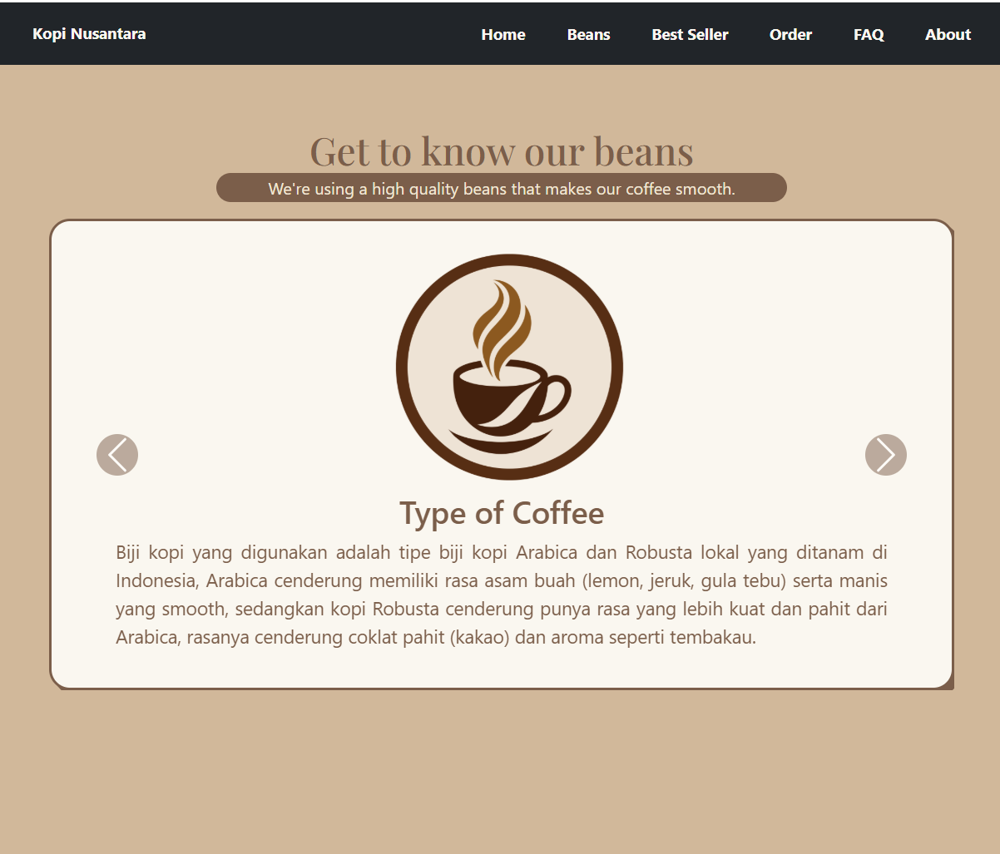 Kopi Nusantara
Home Beans Best Seller Order FAQ About
Get to know our beans
We're using a high quality beans that makes our coffee smooth.
Type of Coffee
Biji kopi yang digunakan adalah tipe biji kopi Arabica dan Robusta lokal yang ditanam di
Indonesia, Arabica cenderung memiliki rasa asam buah (lemon, jeruk, gula tebu) serta manis
yang smooth, sedangkan kopi Robusta cenderung punya rasa yang lebih kuat dan pahit dari
Arabica, rasanya cenderung coklat pahit (kakao) dan aroma seperti tembakau.